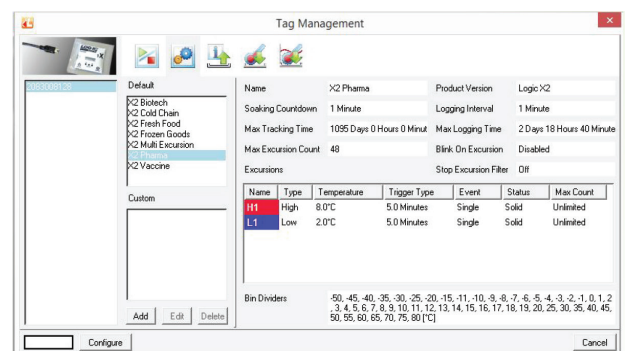 Tag Management
2003000126
Default
X2 Biotech
X2 Cold Chain
X2 Fresh Food
X2 Frozen Goods
X2 Multi Excursion
X2 Pharma
X2 Vaccine
Custom
Add Edit Delete
Name X2 Pharma Product Version Logic X2
Soaking Countdown 1 Minute Logging Interval 1 Minute
Max Tracking Time 1095 Days 0 Hours 0 Minut Max Logging Time 2 Days 18 Hours 40 Minute
Max Excursion Count 48 Blink On Excursion Disabled
Excursions Stop Excursion Filter Off
Name Type Temperature Trigger Type Event Status Max Count
H1 High 8.0°C 5.0 Minutes Single Solid Unlimited
L1 Low 2.0°C 5.0 Minutes Single Solid Unlimited
Bin Dividers -50, -45, -40, -35, -30, -25, -20, -15, -11, -10, -9, -8, -7, -6, -5, -4, -3, -2, -1, 0, 1, 2
, 3, 4, 5, 6, 7, 8, 9, 10, 11, 12, 13, 14, 15, 16, 17, 18, 19, 20, 25, 30, 35, 40, 45,
50, 55, 60, 65, 70, 75, 80 [°C]
Configure Cancel